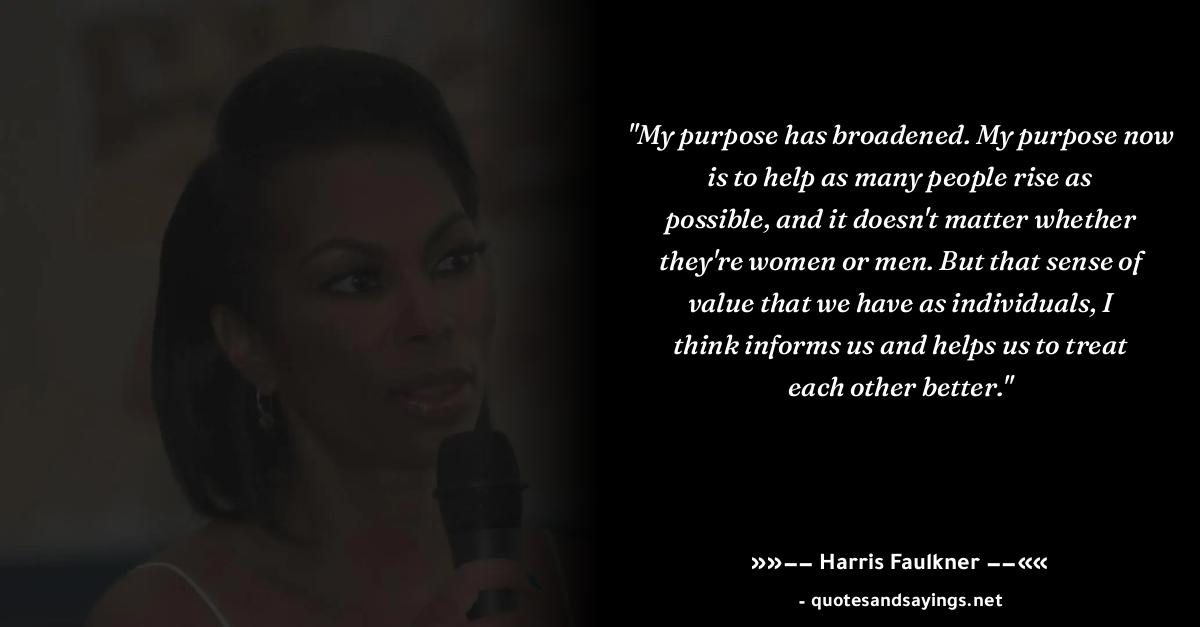 "My purpose has broadened. My purpose now
is to help as many people rise as
possible, and it doesn't matter whether
they're women or men. But that sense of
value that we have as individuals, I
think informs us and helps us to treat
each other better."
»»−− Harris Faulkner −−««
- quotesandsayings.net